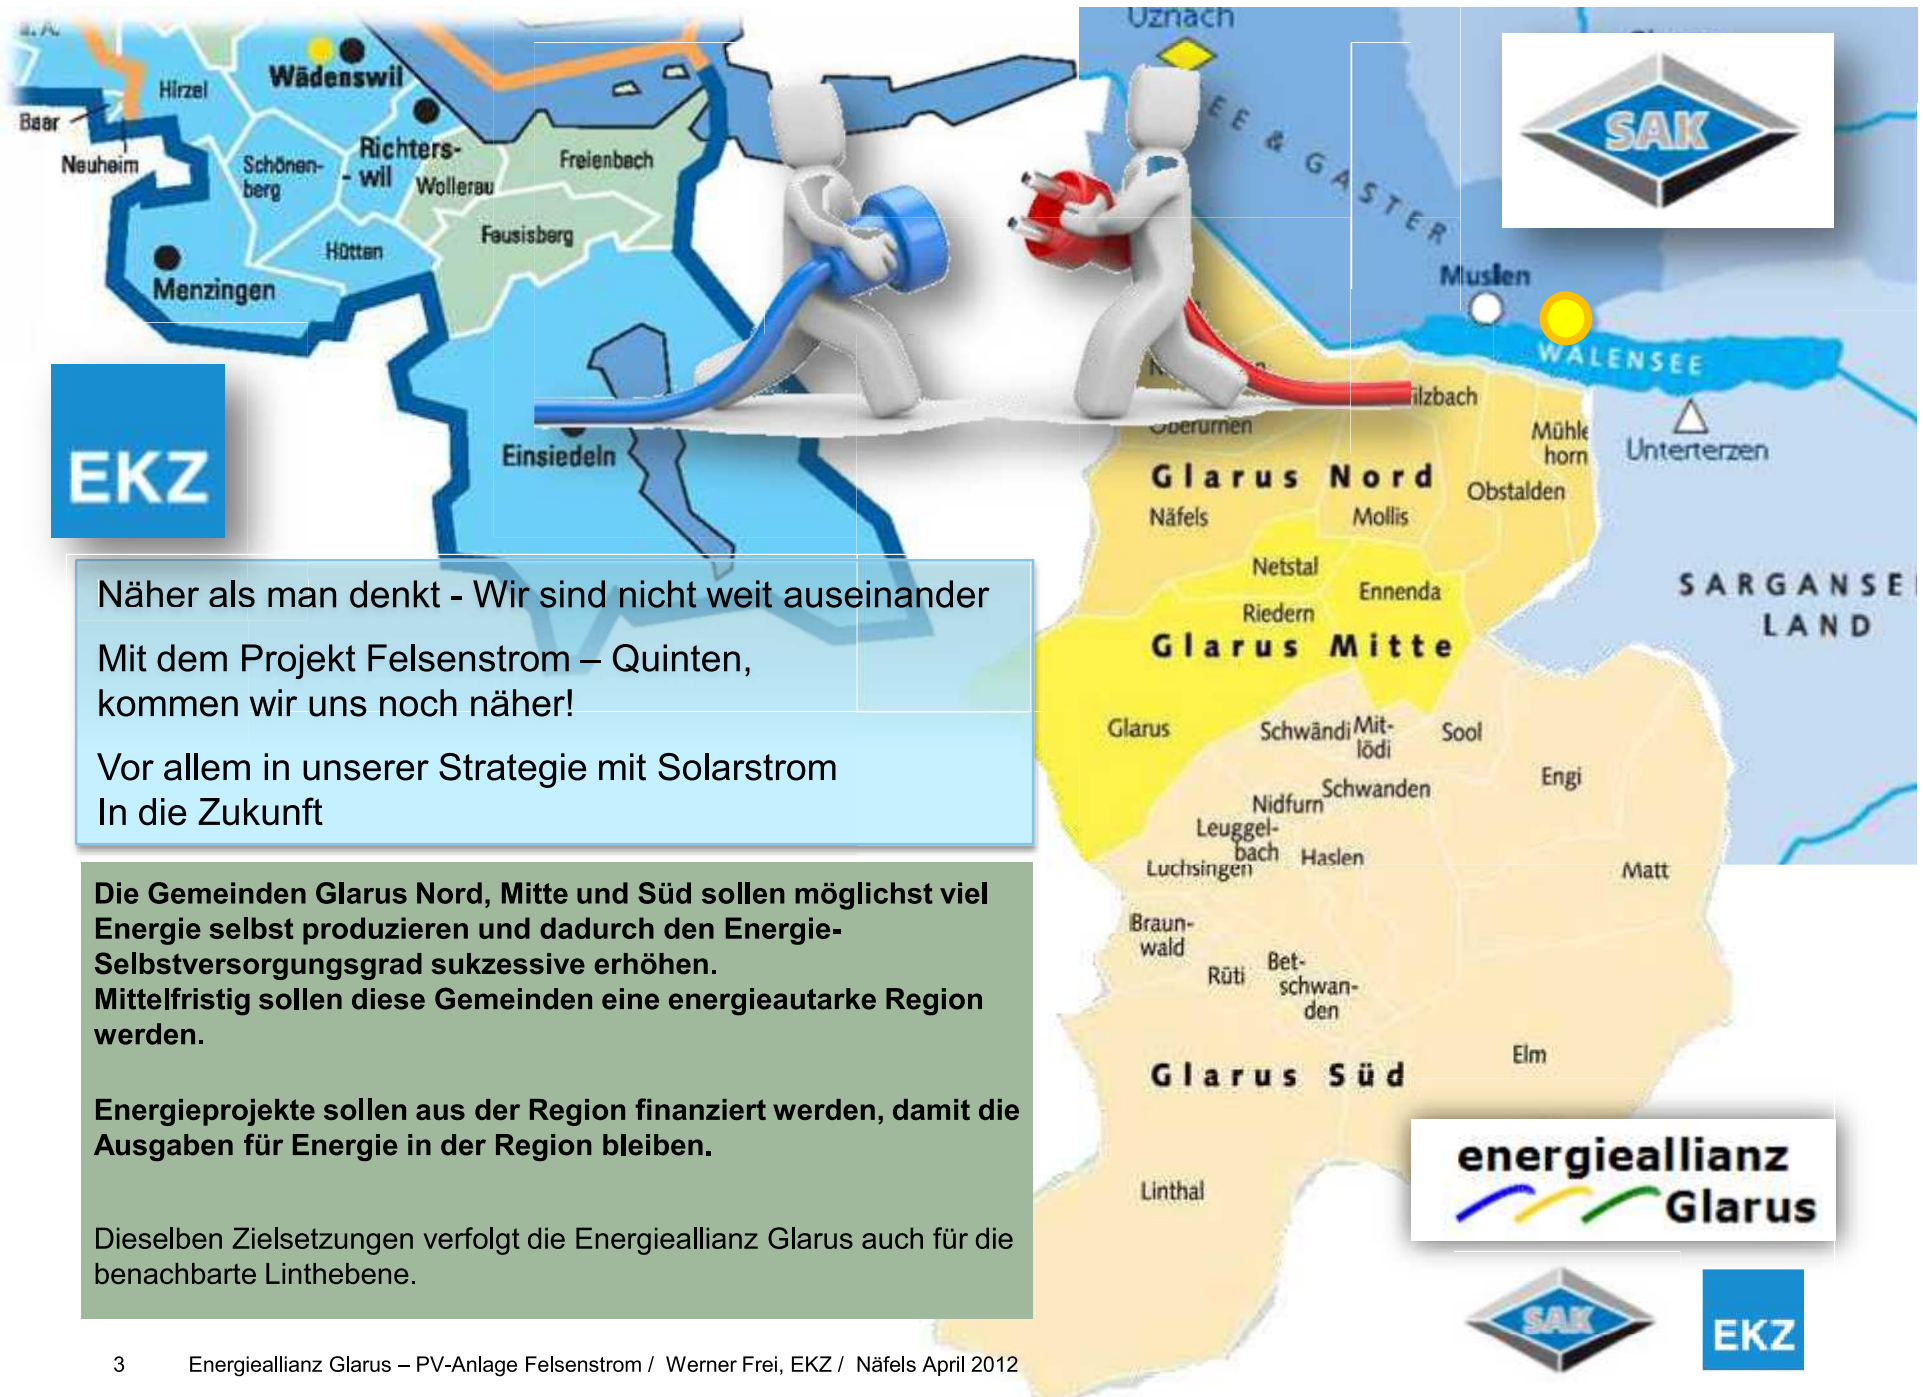 Uznach
Wädenswil
Hirzel
Baar
Neuheim
Schönen-
berg
Richters-
wil
Wollerau
Freienbach
Feusisberg
Hütten
Menzingen
Einsiedeln
EKZ
SEE & GASTER
SAK
Muslen
WALENSEE
Unterterzen
ilzbach
Oberurnen
Mühle
horn
Glarus Nord
Obstalden
Näfels
Mollis
Netstal
Ennenda
Riedern
Glarus Mitte
SARGANSE
LAND
Glarus
Schwändi
Mit-
lödi
Sool
Engi
Schwanden
Nidfurn
Leuggel-
bach
Haslen
Luchsingen
Matt
Braun-
wald
Rüti
Bet-
schwan-
den
Elm
Glarus Süd
Linthal
Näher als man denkt - Wir sind nicht weit auseinander
Mit dem Projekt Felsenstrom – Quinten,
kommen wir uns noch näher!
Vor allem in unserer Strategie mit Solarstrom
In die Zukunft
Die Gemeinden Glarus Nord, Mitte und Süd sollen möglichst viel
Energie selbst produzieren und dadurch den Energie-
Selbstversorgungsgrad sukzessive erhöhen.
Mittelfristig sollen diese Gemeinden eine energieautarke Region
werden.
Energieprojekte sollen aus der Region finanziert werden, damit die
Ausgaben für Energie in der Region bleiben.
Dieselben Zielsetzungen verfolgt die Energieallianz Glarus auch für die
benachbarte Linthebene.
energieallianz
Glarus
SAK
EKZ
3 Energieallianz Glarus – PV-Anlage Felsenstrom / Werner Frei, EKZ / Näfels April 2012